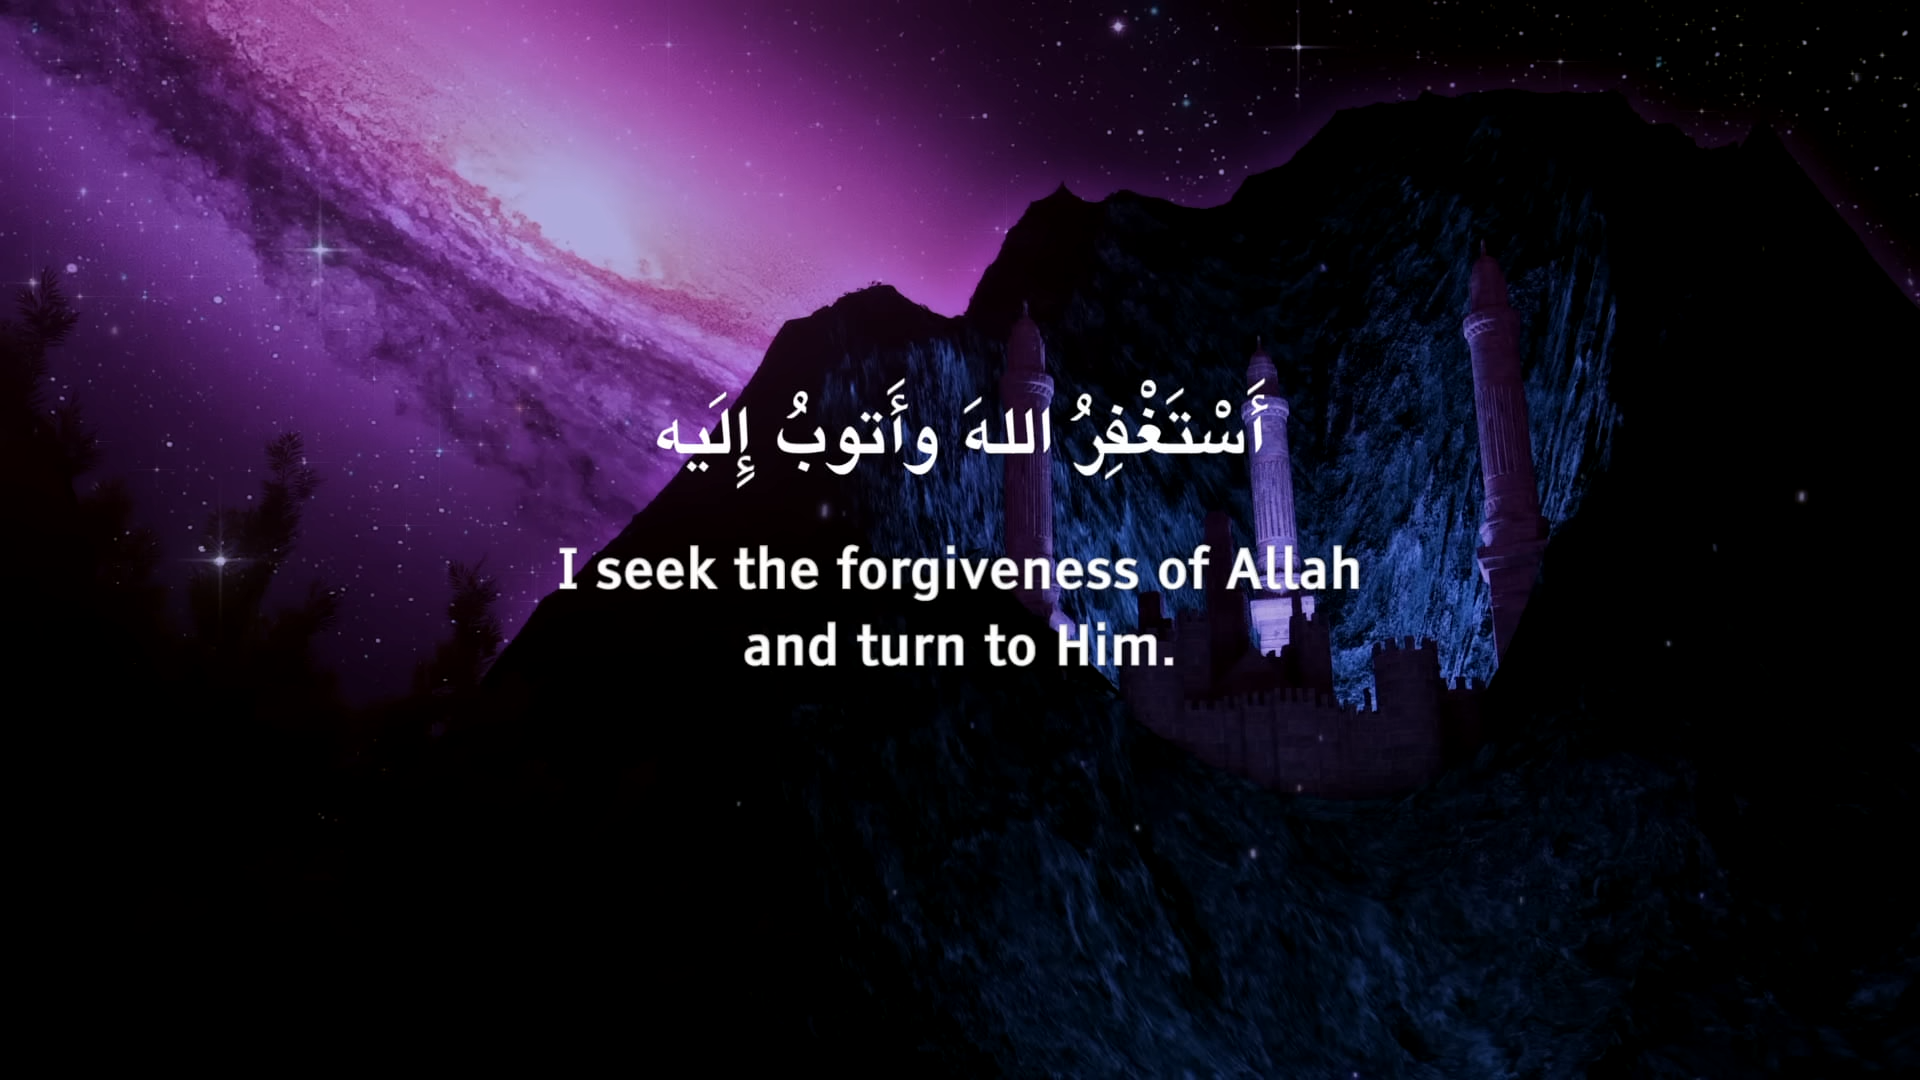 أَسْتَغْفِرُ اللهَ وأَتوبُ إِلَيه
I seek the forgiveness of Allah
and turn to Him.